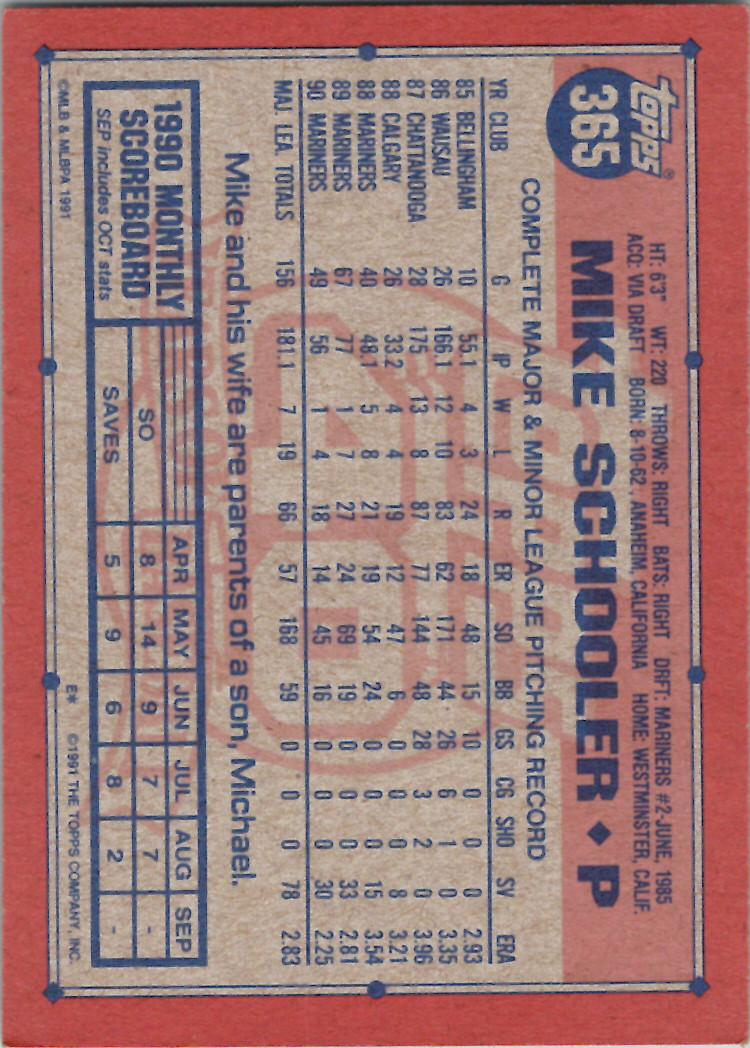 topps®
365
HT: 6'3" WT: 220 THROWS: RIGHT BATS: RIGHT DRFT: MARINERS #2-JUNE, 1985
ACQ: VIA DRAFT BORN: 8-10-62, ANAHEIM, CALIFORNIA HOME: WESTMINSTER, CALIF.
MIKE SCHOOLER ◆ P
COMPLETE MAJOR & MINOR LEAGUE PITCHING RECORD
YR CLUB G IP W L R ER SO BB GS CG SHO SV ERA
85 BELLINGHAM 10 55.1 4 3 24 18 48 15 10 0 0 0 2.93
86 WAUSAU 26 166.1 12 10 83 62 171 44 26 6 1 0 3.35
87 CHATTANOOGA 28 175 13 8 87 77 144 48 28 3 2 0 3.96
88 CALGARY 26 33.2 4 4 19 12 47 6 0 0 0 8 3.21
88 MARINERS 40 48.1 5 8 21 19 54 24 0 0 0 15 3.54
89 MARINERS 67 77 1 7 27 24 69 19 0 0 0 33 2.81
90 MARINERS 49 56 1 4 18 14 45 16 0 0 0 30 2.25
MAJ. LEA. TOTALS 156 181.1 7 19 66 57 168 59 0 0 0 78 2.83
Mike and his wife are parents of a son, Michael.
1990 MONTHLY
SCOREBOARD
SEP includes OCT stats
APR MAY JUN JUL AUG SEP
SO 8 14 9 7 7 -
SAVES 5 9 6 8 2 -
©MLB & MLBPA 1991 E* ©1991 THE TOPPS COMPANY, INC.